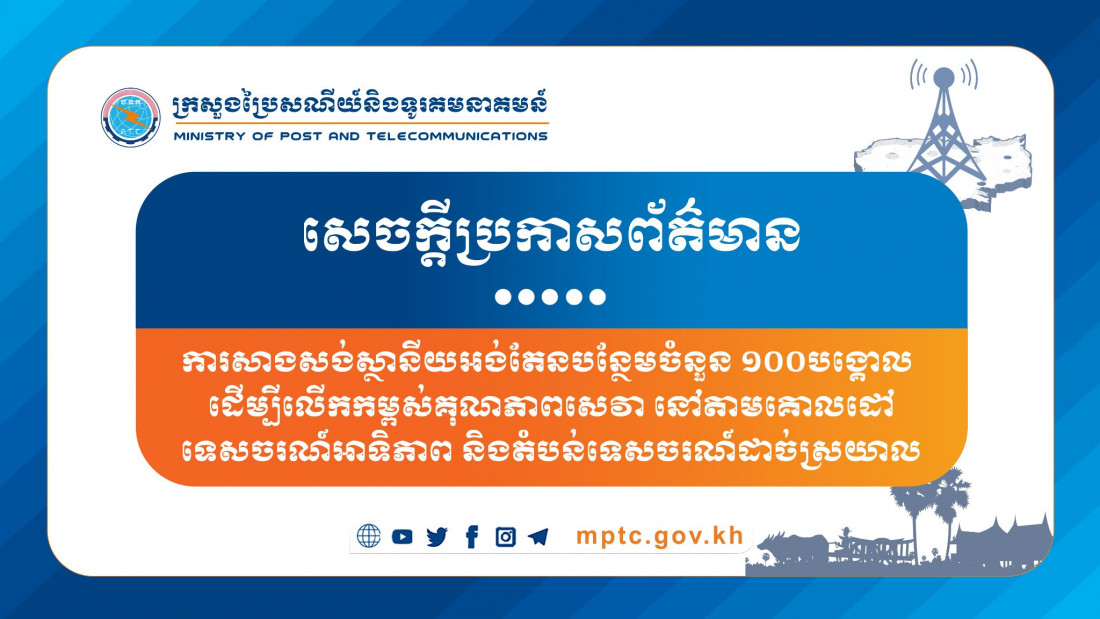 ប.ទ.គ
P.T.C
ក្រសួងប្រៃសណីយ៍និងទូរគមនាគមន៍
MINISTRY OF POST AND TELECOMMUNICATIONS
សេចក្តីប្រកាសព័ត៌មាន
ការសាងសង់ស្ថានីយអង់តែនបន្ថែមចំនួន ១០០បង្គោល
ដើម្បីលើកកម្ពស់គុណភាពសេវា នៅតាមគោលដៅ
ទេសចរណ៍អាទិភាព និងតំបន់ទេសចរណ៍ដាច់ស្រយាល
mptc.gov.kh